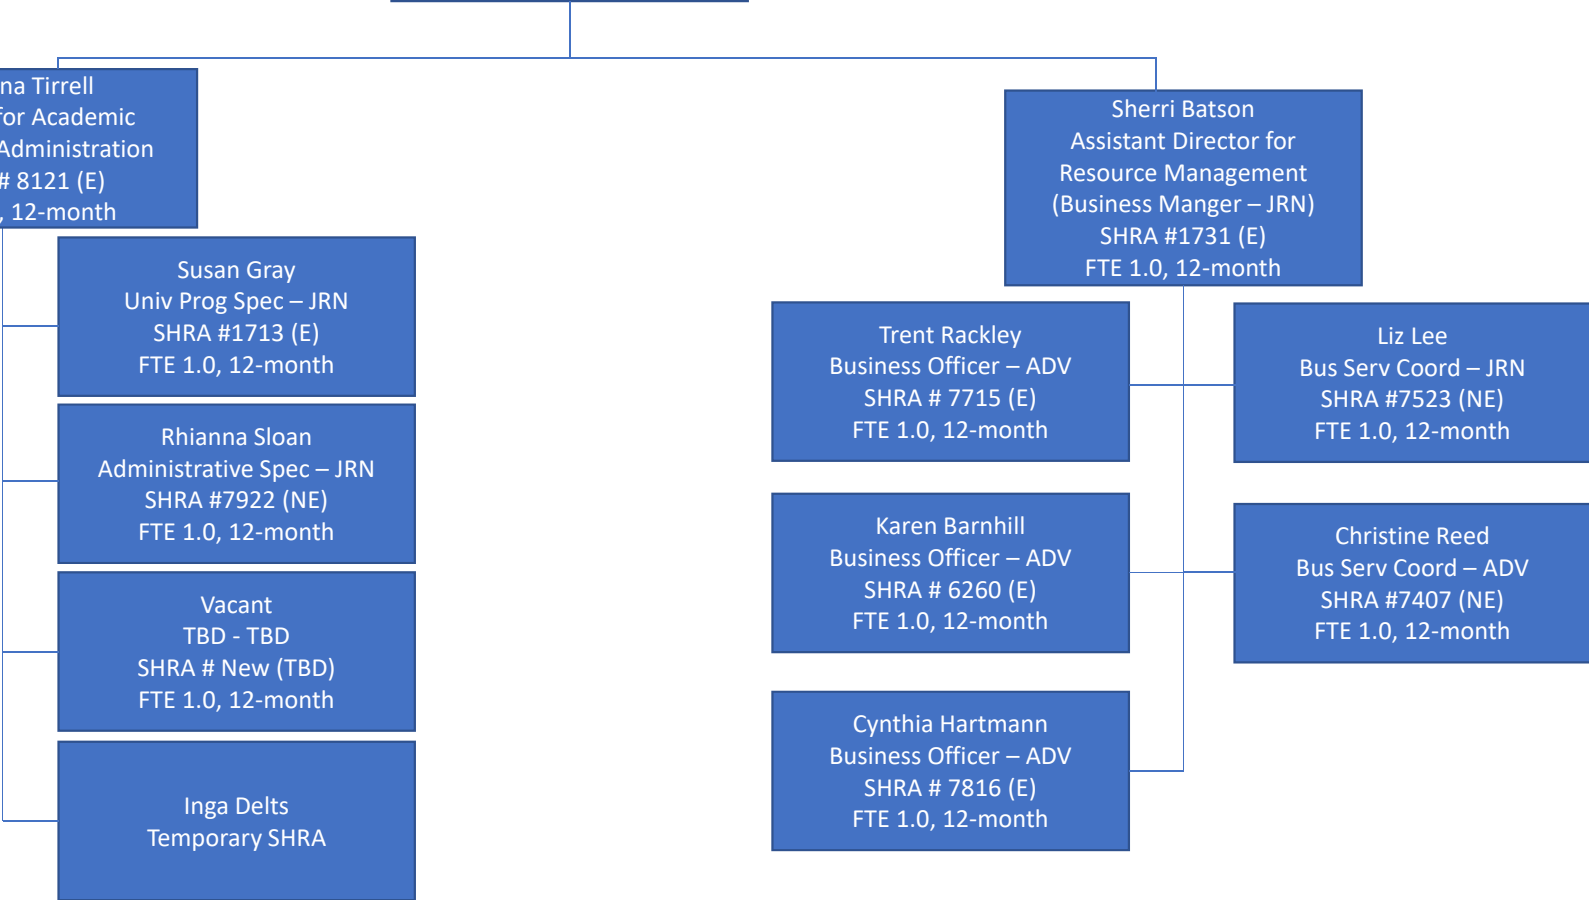 Tirrell
for Academic
Administration
# 8121 (E)
, 12-month
Susan Gray
Univ Prog Spec – JRN
SHRA #1713 (E)
FTE 1.0, 12-month
Rhianna Sloan
Administrative Spec – JRN
SHRA #7922 (NE)
FTE 1.0, 12-month
Vacant
TBD - TBD
SHRA # New (TBD)
FTE 1.0, 12-month
Inga Delts
Temporary SHRA
Sherri Batson
Assistant Director for
Resource Management
(Business Manger – JRN)
SHRA #1731 (E)
FTE 1.0, 12-month
Trent Rackley
Business Officer – ADV
SHRA # 7715 (E)
FTE 1.0, 12-month
Karen Barnhill
Business Officer – ADV
SHRA # 6260 (E)
FTE 1.0, 12-month
Cynthia Hartmann
Business Officer – ADV
SHRA # 7816 (E)
FTE 1.0, 12-month
Liz Lee
Bus Serv Coord – JRN
SHRA #7523 (NE)
FTE 1.0, 12-month
Christine Reed
Bus Serv Coord – ADV
SHRA #7407 (NE)
FTE 1.0, 12-month